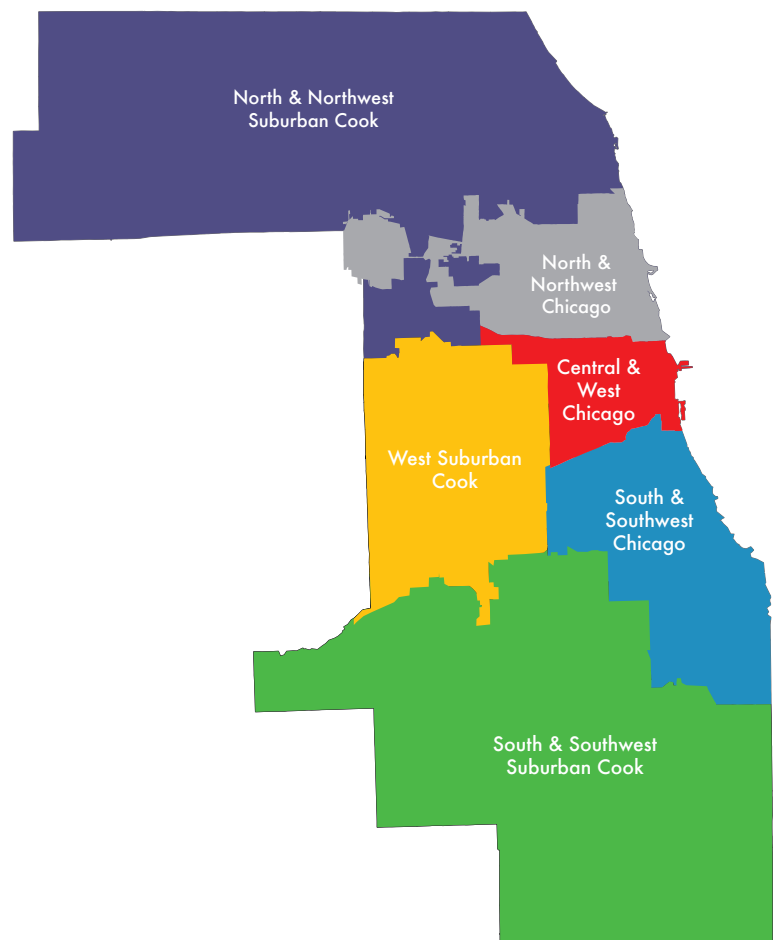 North & Northwest
Suburban Cook
North &
Northwest
Chicago
Central &
West
Chicago
West Suburban
Cook
South &
Southwest
Chicago
South & Southwest
Suburban Cook